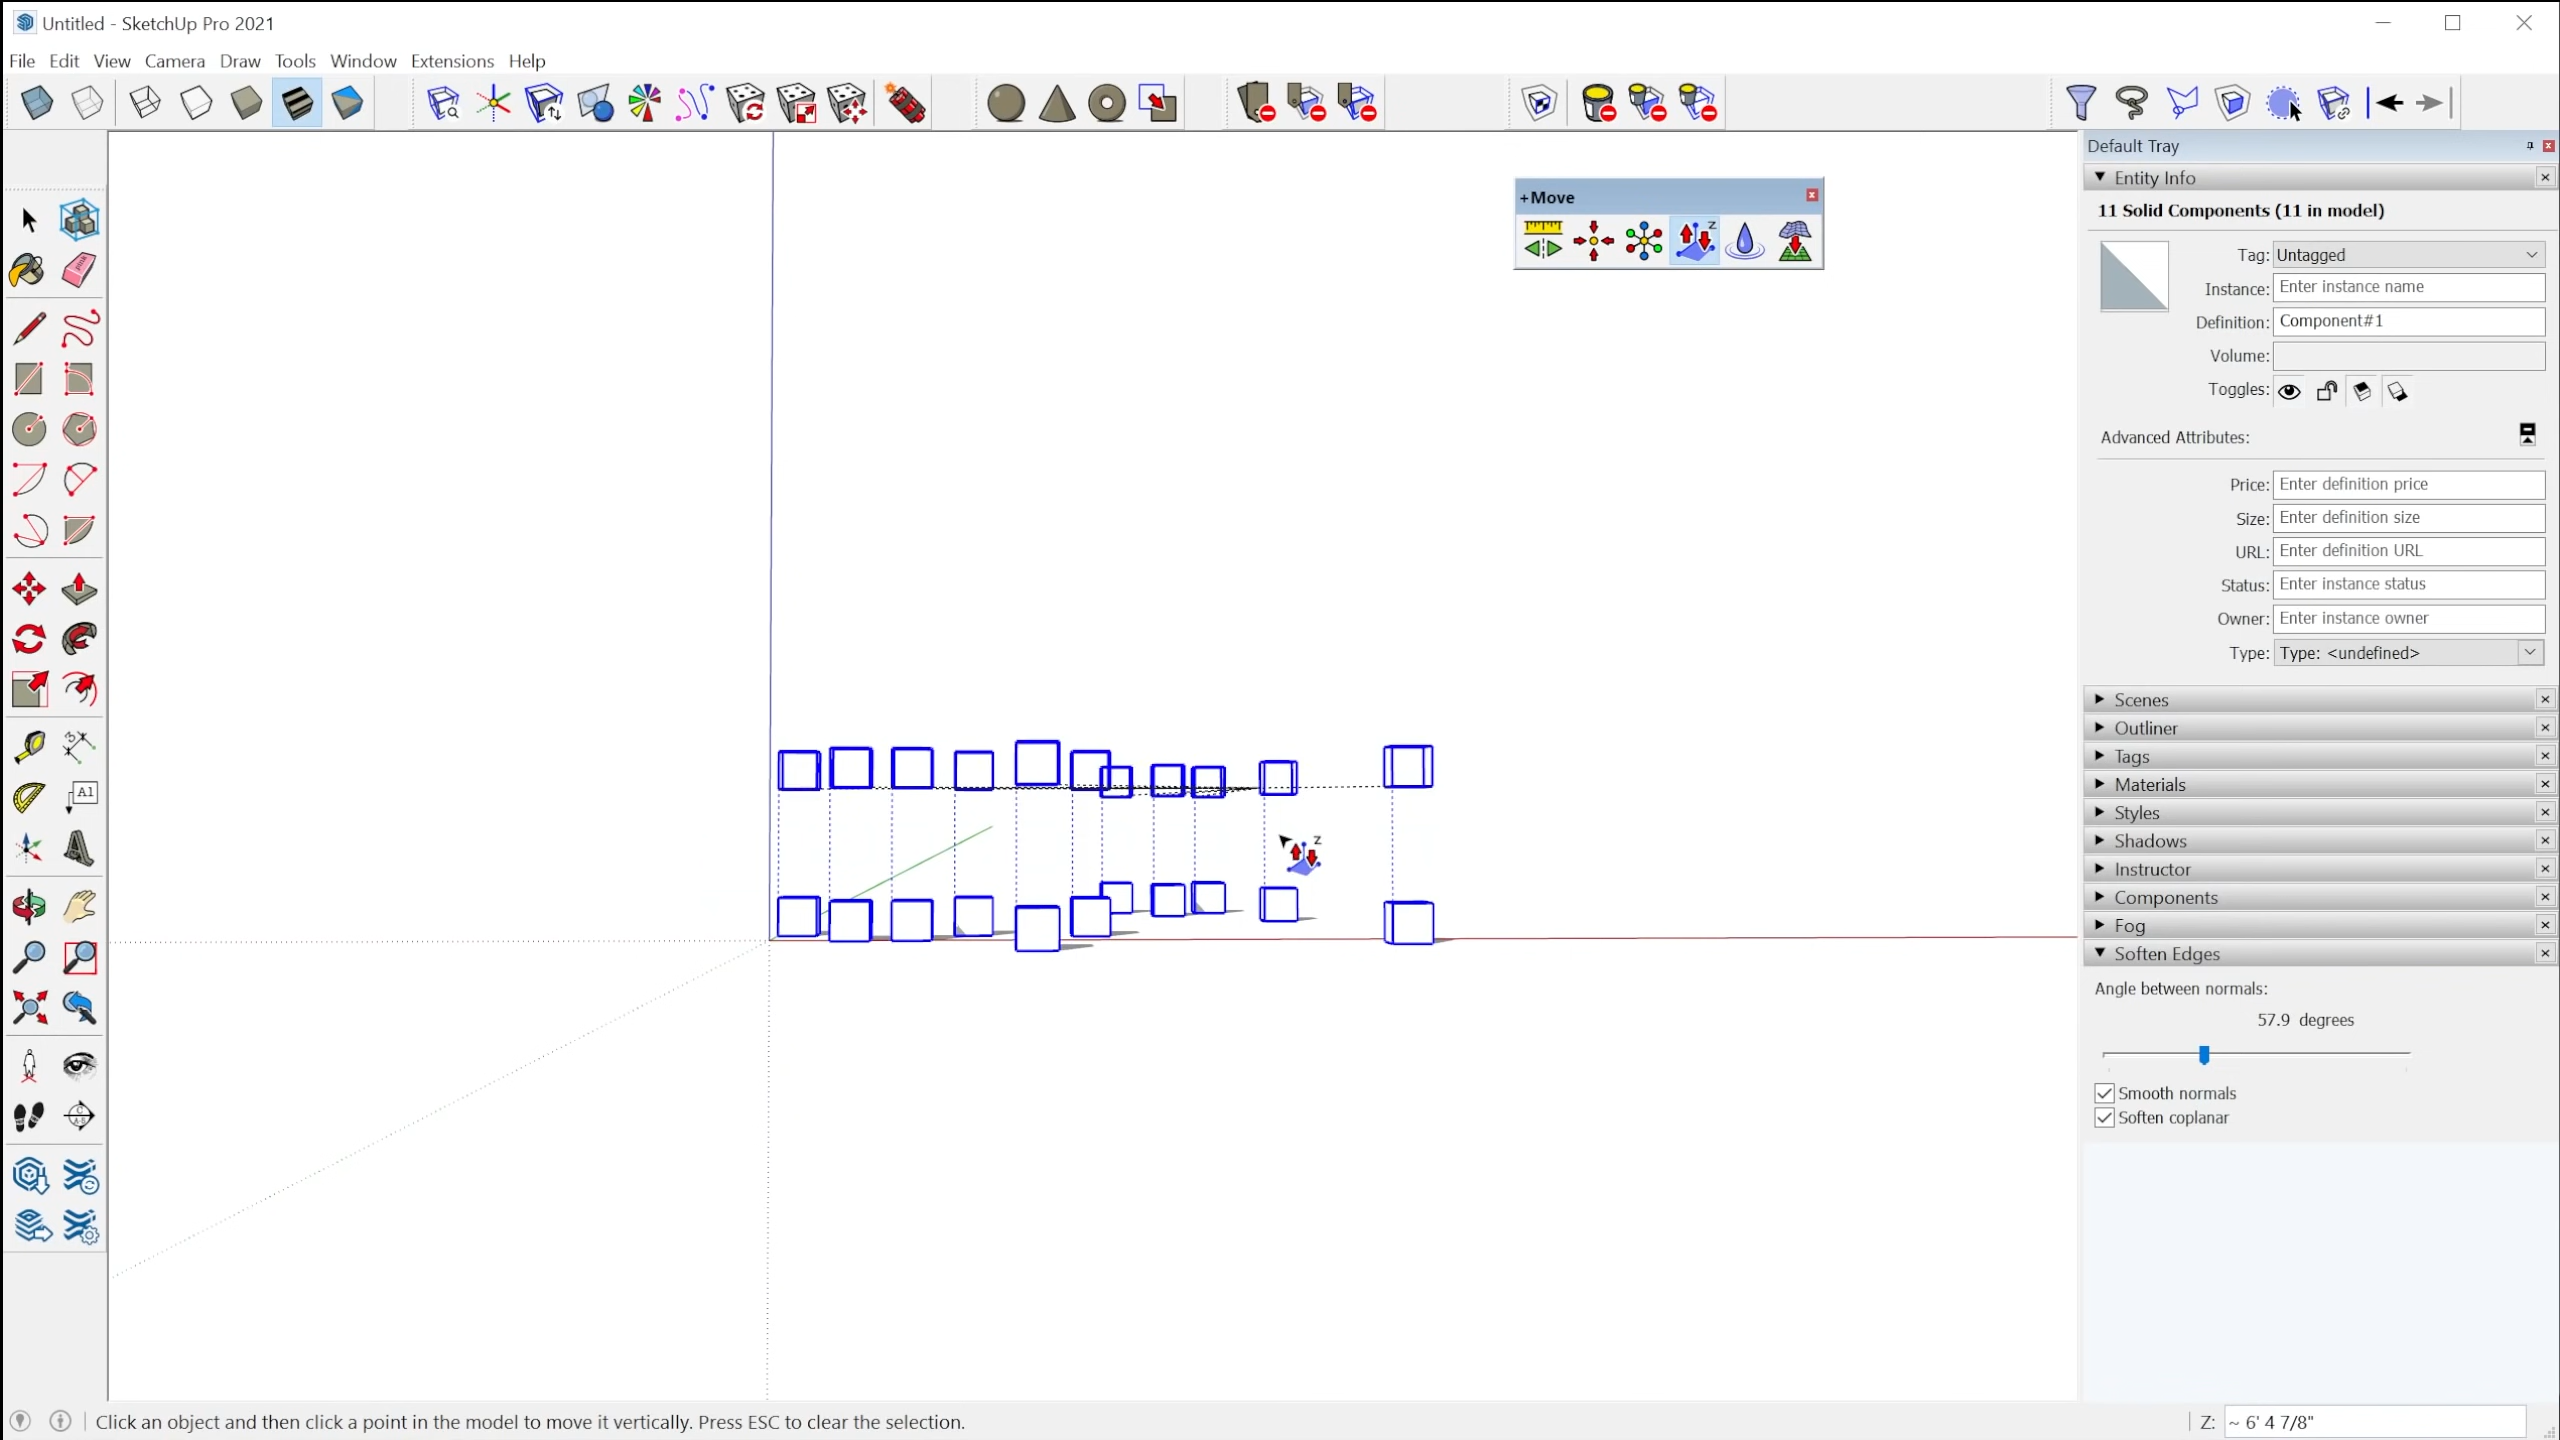 Untitled - SketchUp Pro 2021
File Edit View Camera Draw Tools Window Extensions Help
Default Tray
Entity Info
11 Solid Components (11 in model)
Tag: Untagged
Instance: Enter instance name
Definition: Component#1
Volume:
Toggles:
Advanced Attributes:
Price: Enter definition price
Size: Enter definition size
URL: Enter definition URL
Status: Enter instance status
Owner: Enter instance owner
Type: Type: <undefined>
Scenes
Outliner
Tags
Materials
Styles
Shadows
Instructor
Components
Fog
Soften Edges
Angle between normals:
57.9 degrees
Smooth normals
Soften coplanar
+Move
Z
Z
A1
Click an object and then click a point in the model to move it vertically. Press ESC to clear the selection.
Z: ~ 6' 4 7/8"